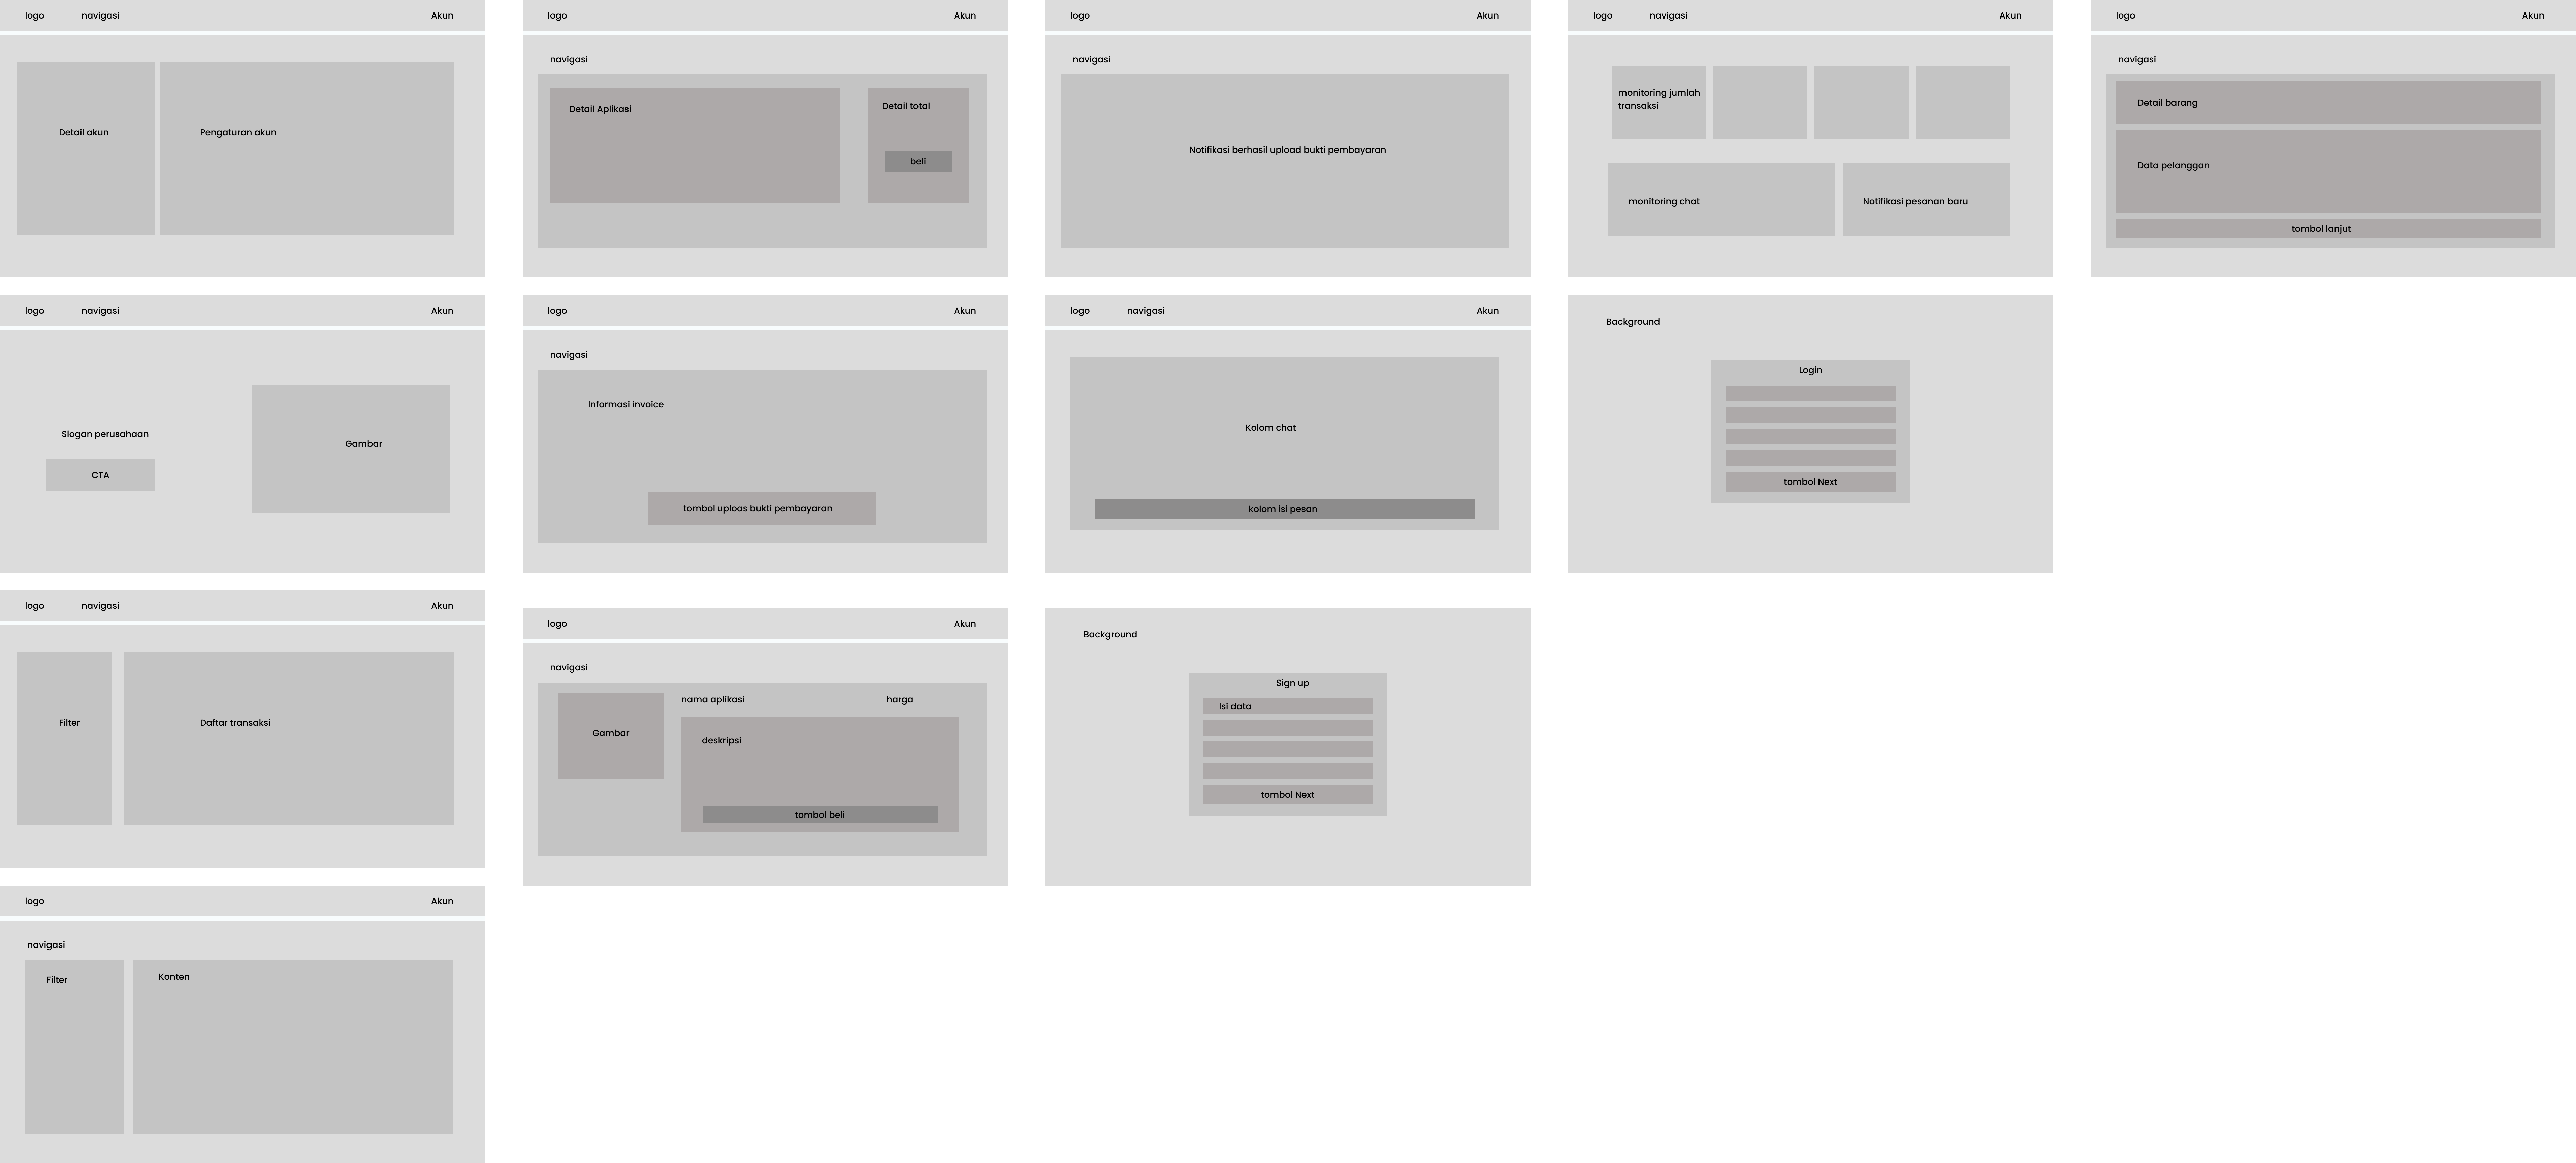 logo
navigasi
Akun
Detail akun
Pengaturan akun
logo
Akun
navigasi
Detail Aplikasi
Detail total
beli
logo
Akun
navigasi
Notifikasi berhasil upload bukti pembayaran
logo
navigasi
Akun
monitoring jumlah
transaksi
monitoring chat
Notifikasi pesanan baru
logo
Akun
navigasi
Detail barang
Data pelanggan
tombol lanjut
logo
navigasi
Akun
Slogan perusahaan
CTA
Gambar
logo
Akun
navigasi
Informasi invoice
tombol uploas bukti pembayaran
logo
navigasi
Akun
Kolom chat
kolom isi pesan
Background
Login
tombol Next
logo
navigasi
Akun
Filter
Daftar transaksi
logo
Akun
navigasi
Gambar
nama aplikasi
harga
deskripsi
tombol beli
Background
Sign up
Isi data
tombol Next
logo
Akun
navigasi
Filter
Konten